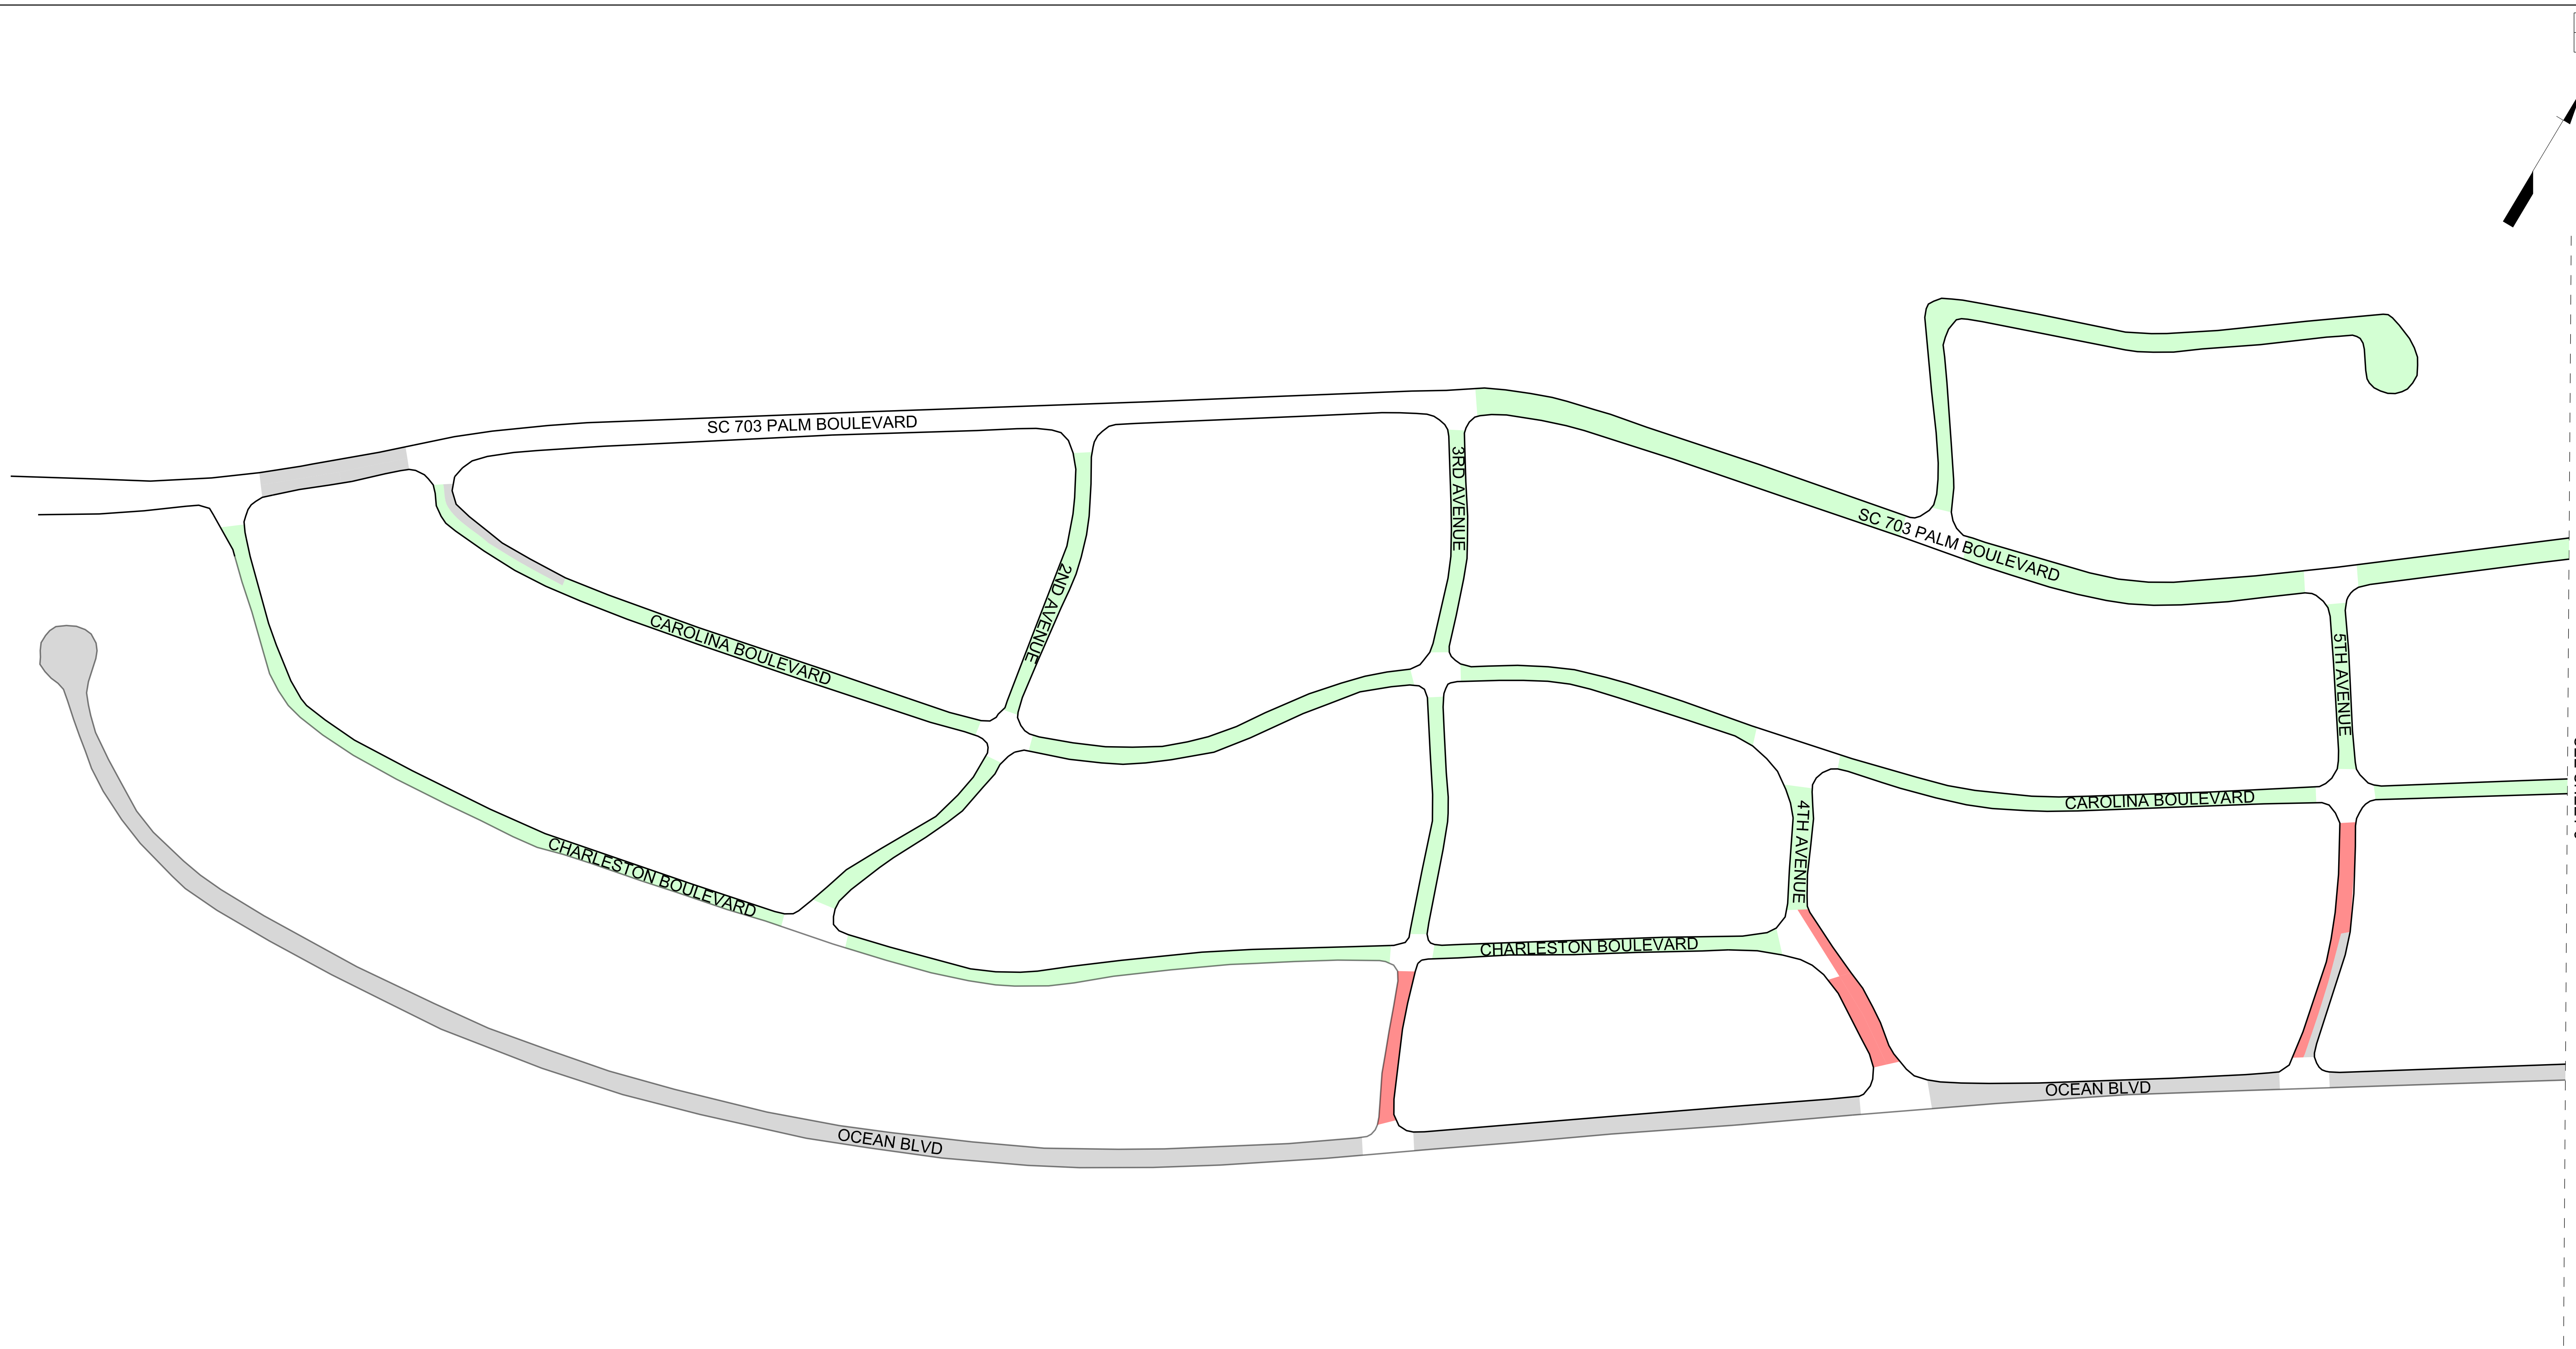 SC 703 PALM BOULEVARD
3RD AVENUE
SC 703 PALM BOULEVARD
2ND AVENUE
CAROLINA BOULEVARD
5TH AVENUE
CAROLINA BOULEVARD
4TH AVENUE
CHARLESTON BOULEVARD
CHARLESTON BOULEVARD
OCEAN BLVD
OCEAN BLVD